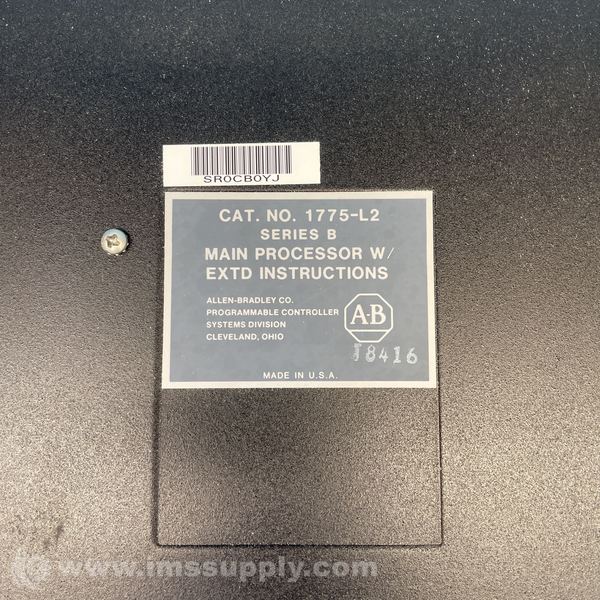 SR0CB0YJ
CAT. NO. 1775-L2
SERIES B
MAIN PROCESSOR W/
EXTD INSTRUCTIONS
ALLEN-BRADLEY CO.
PROGRAMMABLE CONTROLLER
SYSTEMS DIVISION
CLEVELAND, OHIO
A-B
J8416
MADE IN U.S.A.
www.imssupply.com/